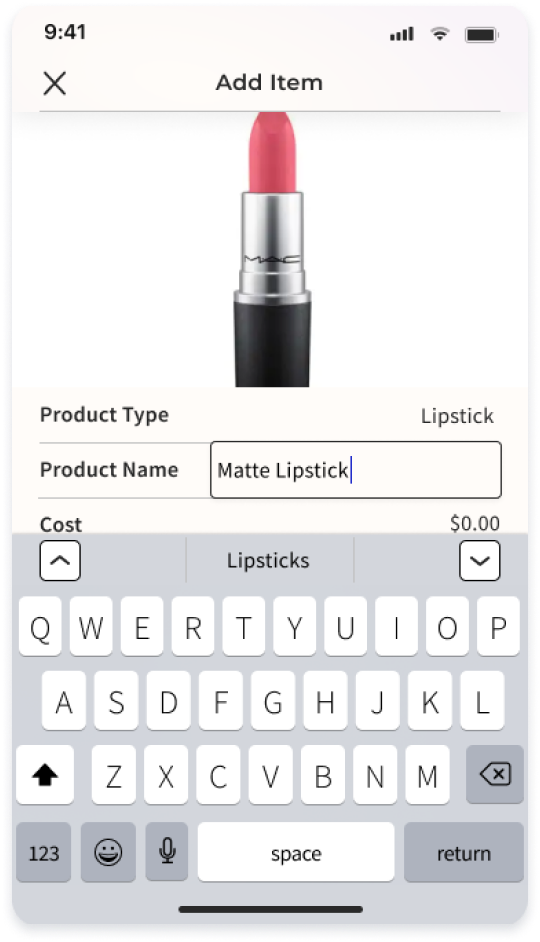 9:41
Add Item
MAC
Product Type Lipstick
Product Name Matte Lipstick
Cost $0.00
Lipsticks
Q W E R T Y U I O P
A S D F G H J K L
Z X C V B N M
123 space return